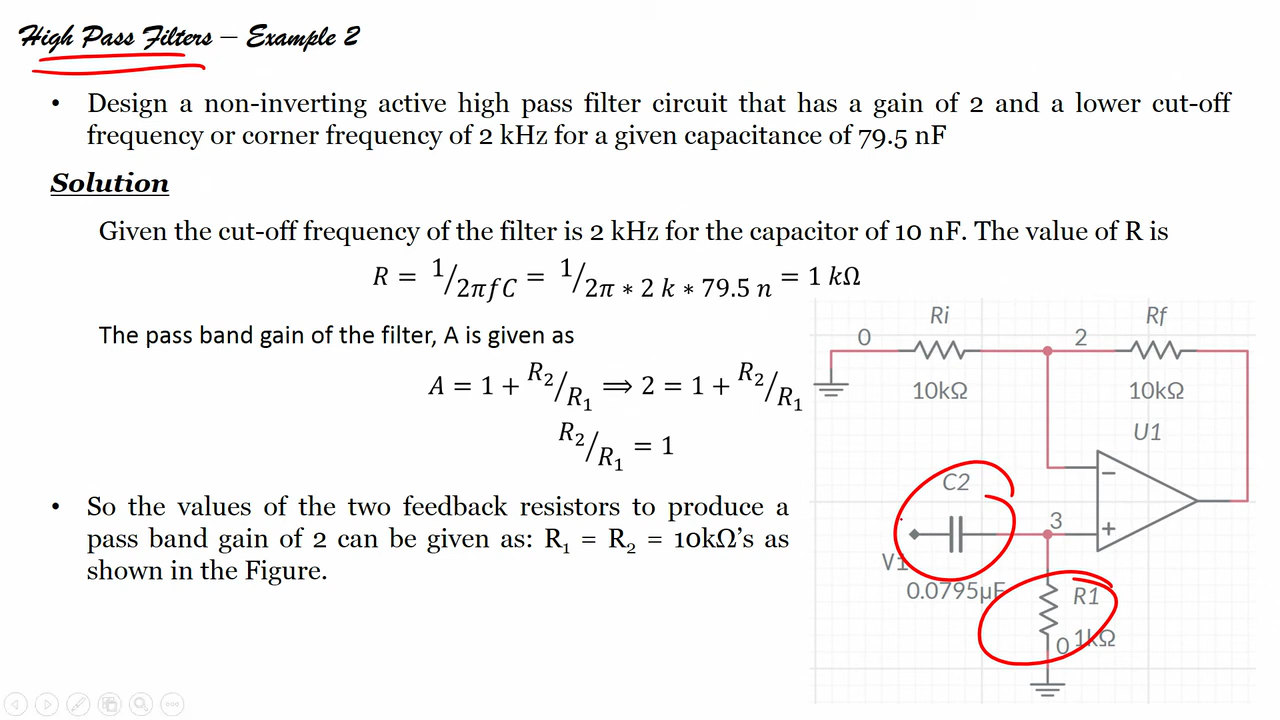 High Pass Filters – Example 2
• Design a non-inverting active high pass filter circuit that has a gain of 2 and a lower cut-off
frequency or corner frequency of 2 kHz for a given capacitance of 79.5 nF
Solution
Given the cut-off frequency of the filter is 2 kHz for the capacitor of 10 nF. The value of R is
R = 1/2πfC = 1/2π * 2 k * 79.5 n = 1 kΩ
The pass band gain of the filter, A is given as
A = 1 + R₂/R₁ ⟹ 2 = 1 + R₂/R₁
R₂/R₁ = 1
• So the values of the two feedback resistors to produce a
pass band gain of 2 can be given as: R₁ = R₂ = 10kΩ's as
shown in the Figure.
Ri Rf
0 2
10kΩ 10kΩ
U1
−
C2
3
+
V1
0.0795µF
R1
0 1kΩ